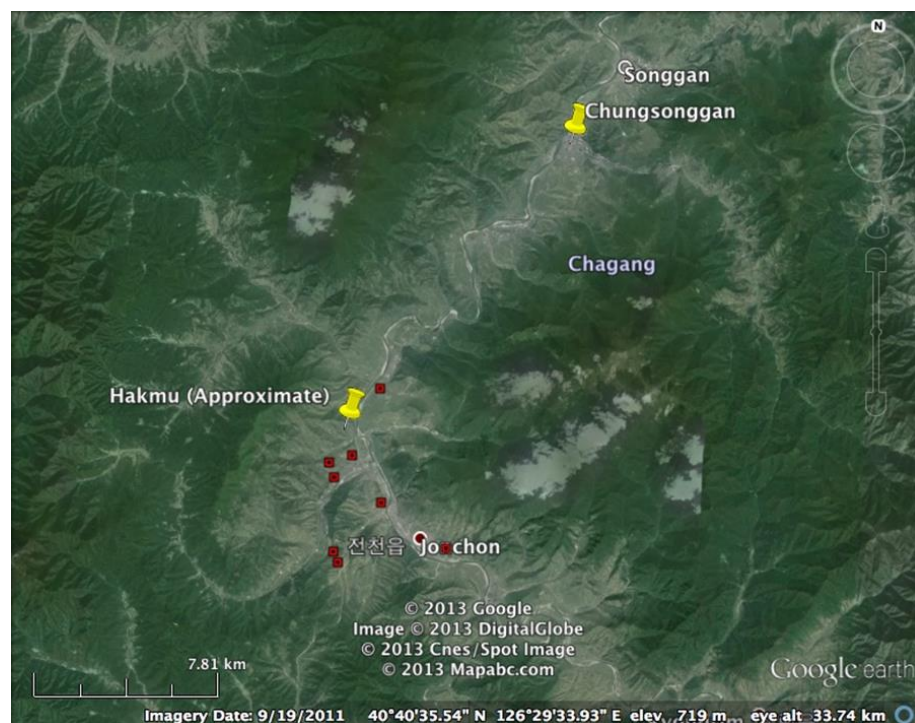 N
Songgan
Chungsonggan
Chagang
Hakmu (Approximate)
전천읍 Jo chon
© 2013 Google
Image © 2013 DigitalGlobe
© 2013 Cnes/Spot Image
© 2013 Mapabc.com
7.81 km
Google earth
Imagery Date: 9/19/2011 40°40'35.54" N 126°29'33.93" E elev 719 m eye alt 33.74 km